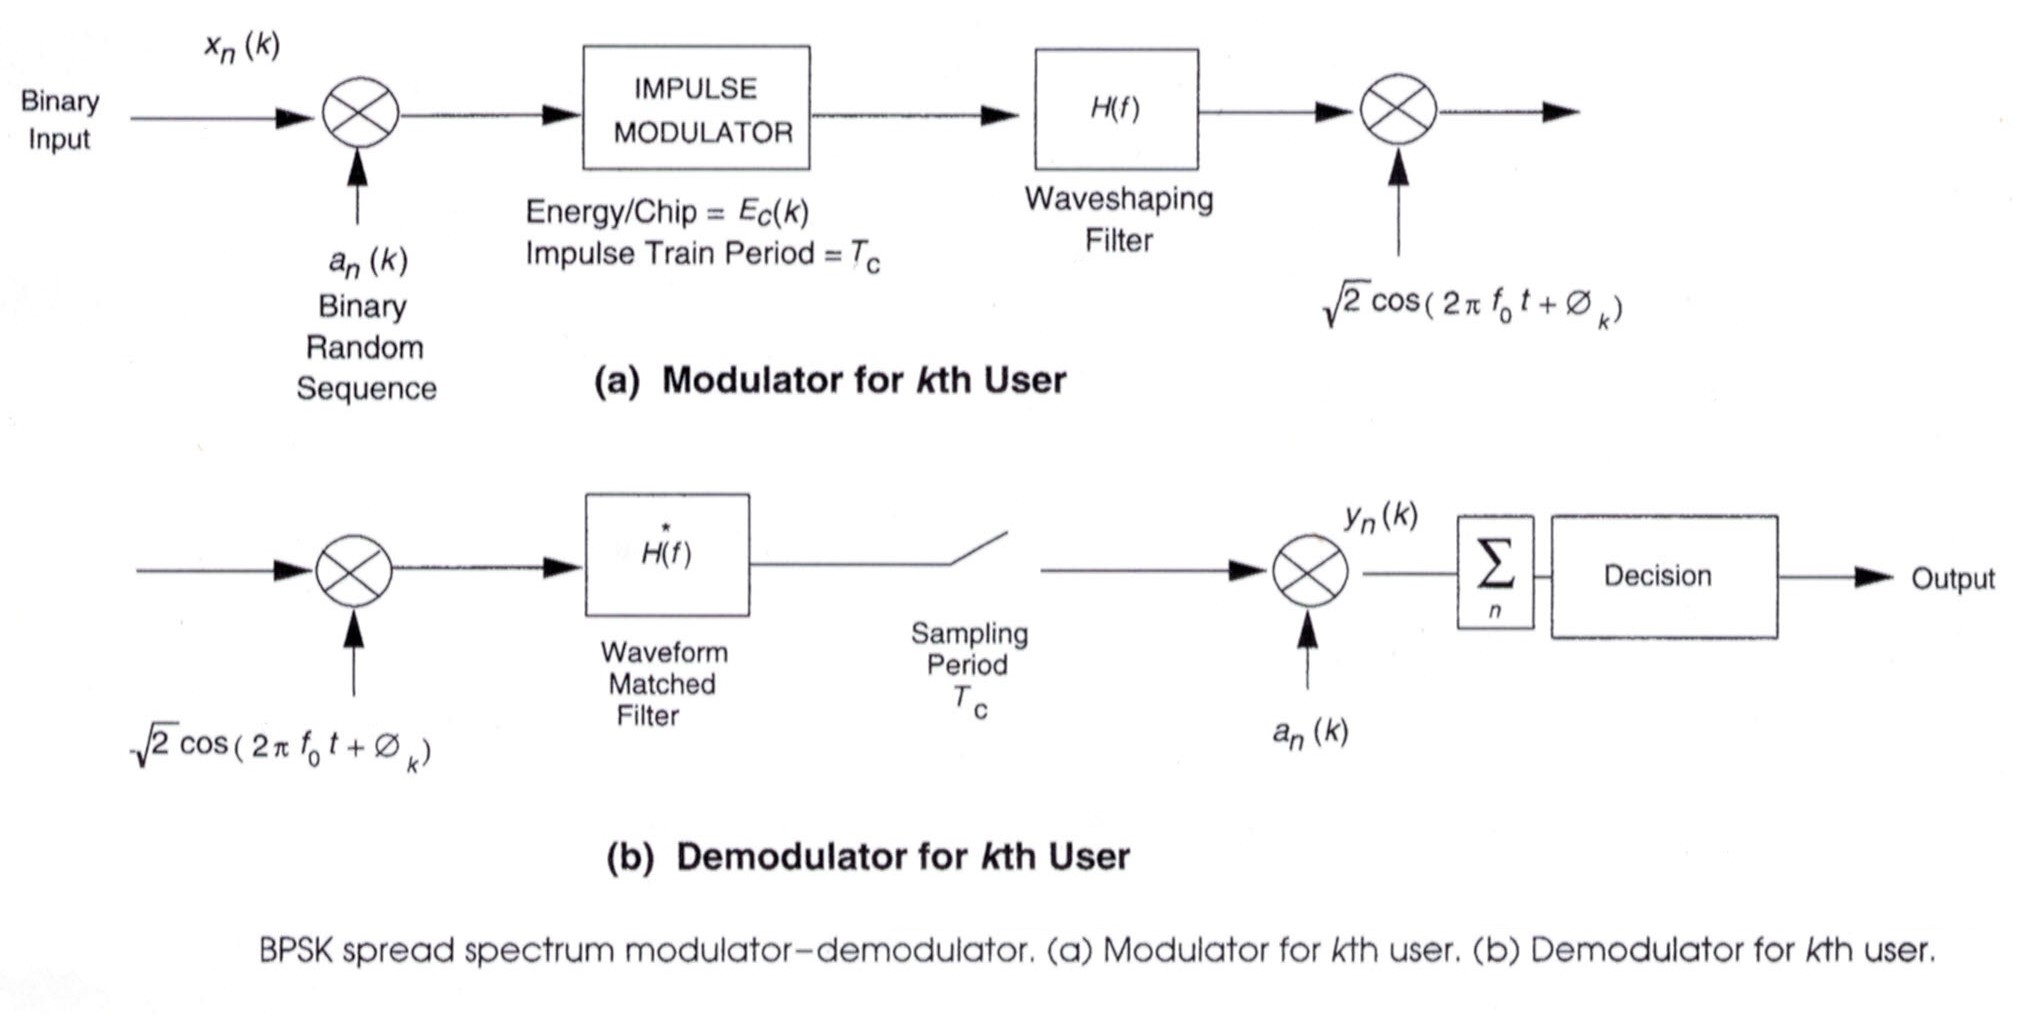 xn (k)
Binary
Input
IMPULSE
MODULATOR
H(f)
Energy/Chip = EC(k)
Impulse Train Period = Tc
Waveshaping
Filter
an (k)
Binary
Random
Sequence
√2 cos( 2π f0 t + Ø k)
(a) Modulator for kth User
*
H(f)
yn (k)
Σ
n
Decision
Output
Waveform
Matched
Filter
Sampling
Period
Tc
√2 cos( 2π f0 t + Ø k)
an (k)
(b) Demodulator for kth User
BPSK spread spectrum modulator–demodulator. (a) Modulator for kth user. (b) Demodulator for kth user.